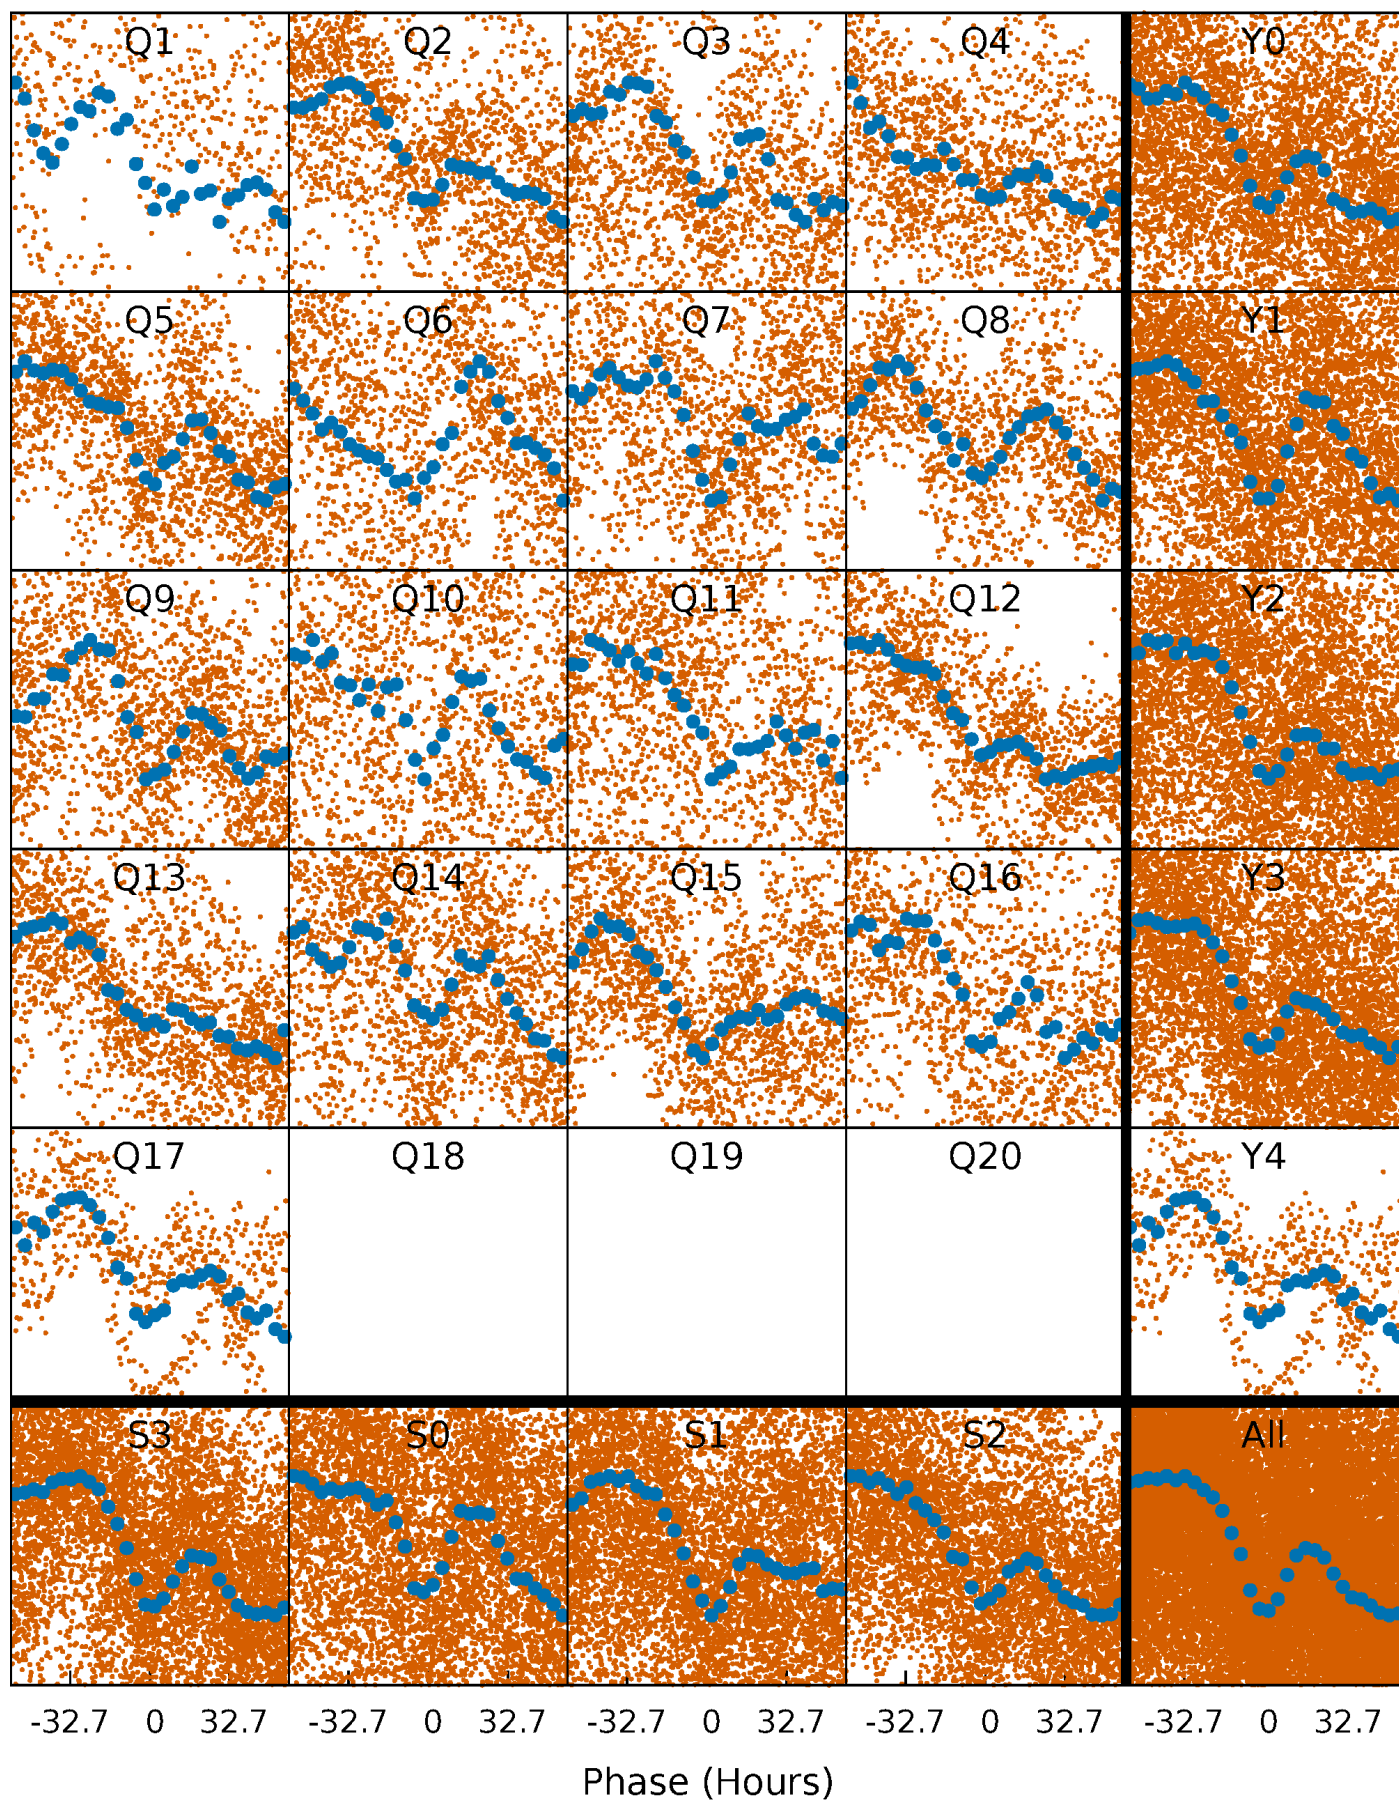 Q1 Q2 Q3 Q4 Y0
Q5 Q6 Q7 Q8 Y1
Q9 Q10 Q11 Q12 Y2
Q13 Q14 Q15 Q16 Y3
Q17 Q18 Q19 Q20 Y4
S3 S0 S1 S2 All
-32.7 0 32.7 -32.7 0 32.7 -32.7 0 32.7 -32.7 0 32.7 -32.7 0 32.7
Phase (Hours)